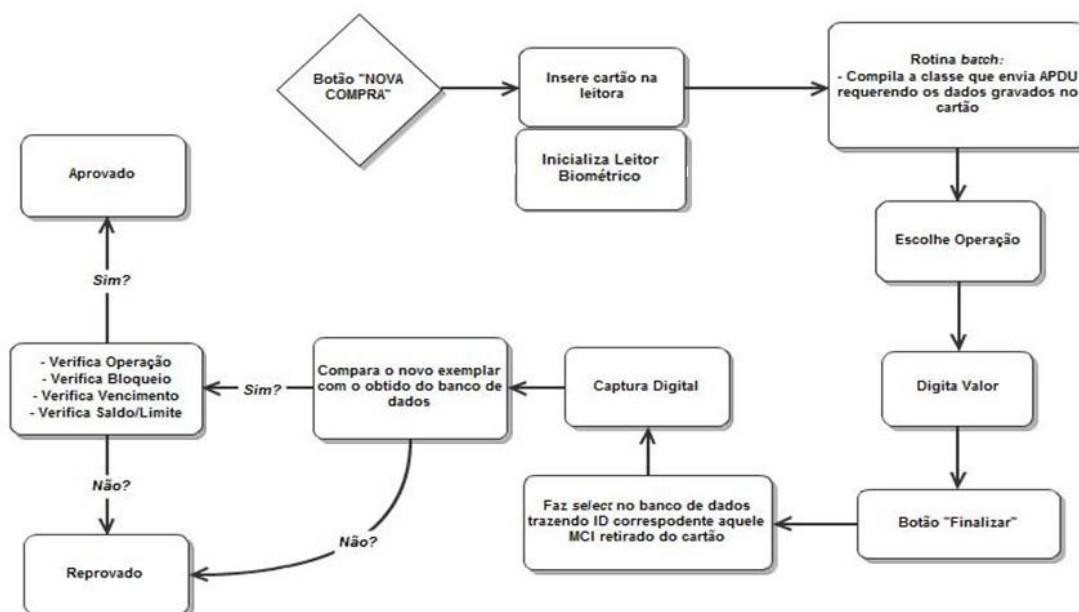 Botão "NOVA
COMPRA"
Insere cartão na
leitora
Inicializa Leitor
Biométrico
Rotina batch:
- Compila a classe que envia APDU
requerendo os dados gravados no
cartão
Escolhe Operação
Digita Valor
Botão "Finalizar"
Faz select no banco de dados
trazendo ID correspodente aquele
MCI retirado do cartão
Captura Digital
Compara o novo exemplar
com o obtido do banco de
dados
Sim?
Não?
- Verifica Operação
- Verifica Bloqueio
- Verifica Vencimento
- Verifica Saldo/Limite
Sim?
Aprovado
Não?
Reprovado